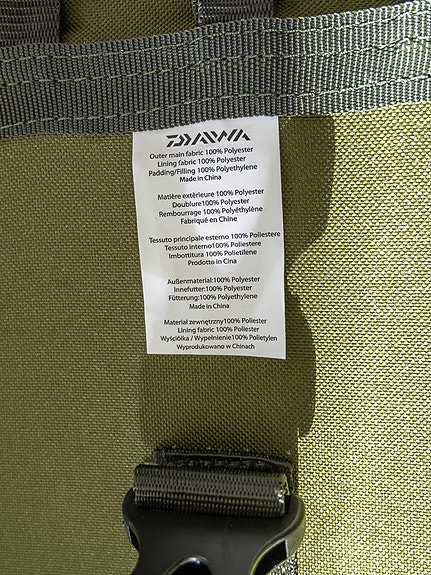 DAIWA
Outer main fabric 100% Polyester
Lining fabric 100% Polyester
Padding/Filling 100% Polyethylene
Made in China
Matière extèrieure 100% Polyester
Doublure100% Polyester
Rembourrage 100% Polyéthylène
Fabriqué en Chine
Tessuto principale esterno 100% Poliestere
Tessuto interno100% Poliestere
Imbottitura 100% Polietilene
Prodotto in Cina
Außenmaterial:100% Polyester
Innefutter:100% Polyester
Fütterung:100% Polyethylene
Made in China
Materiał zewnętrzny100% Poliester
Lining fabric 100% Poliester
Wyściółka / Wypełnienie100% Polietylen
Wyprodukowano w Chinach